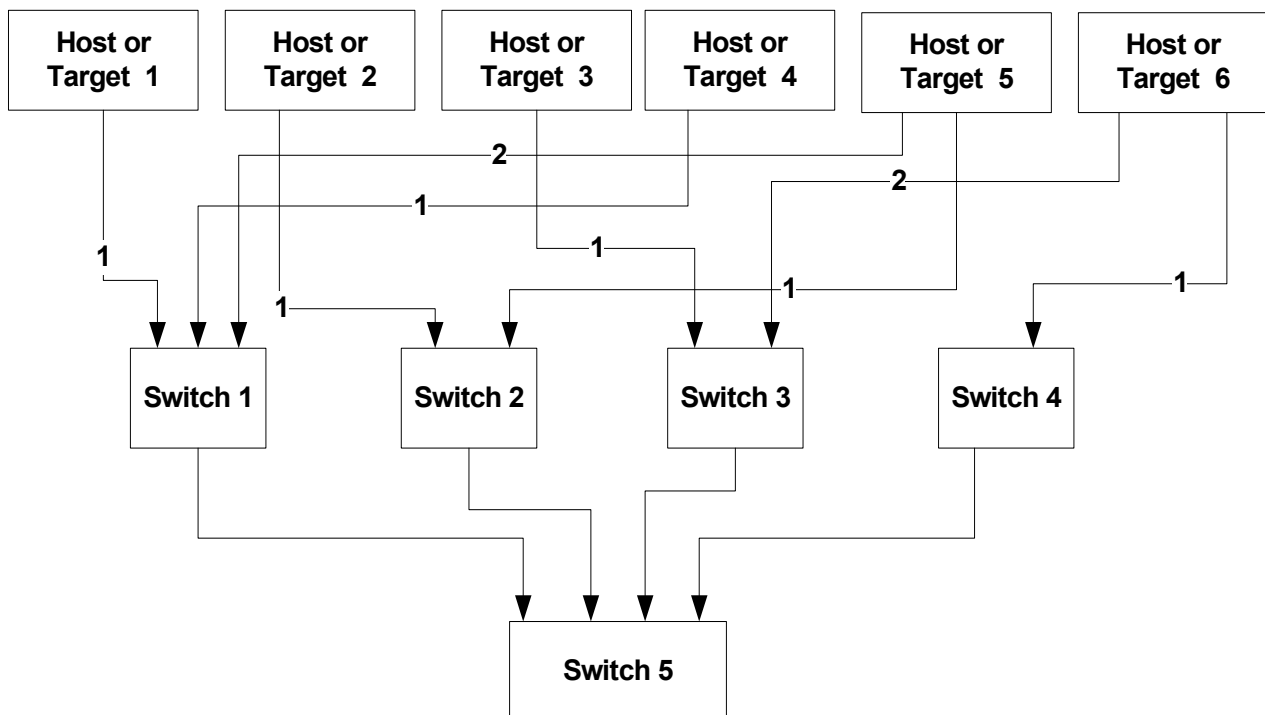 Host or
Target 1
Host or
Target 2
Host or
Target 3
Host or
Target 4
Host or
Target 5
Host or
Target 6
2
2
1
1
1
1
1
1
Switch 1
Switch 2
Switch 3
Switch 4
Switch 5